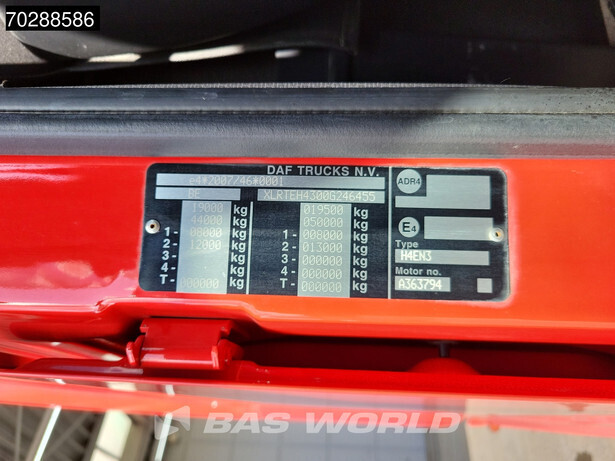 70288586
DAF TRUCKS N.V.
e4*2007/46*0001
BE XLRTEH4300G246455
19000 kg 019500 kg
44000 kg 050000 kg
1 - 08000 kg 1 - 008000 kg
2 - 12000 kg 2 - 013000 kg
3 - kg 3 - 000000 kg
4 - kg 4 - 000000 kg
T - 000000 kg T - 000000 kg
ADR4
E4
Type
H4EN3
Motor no.
A363794
BAS WORLD